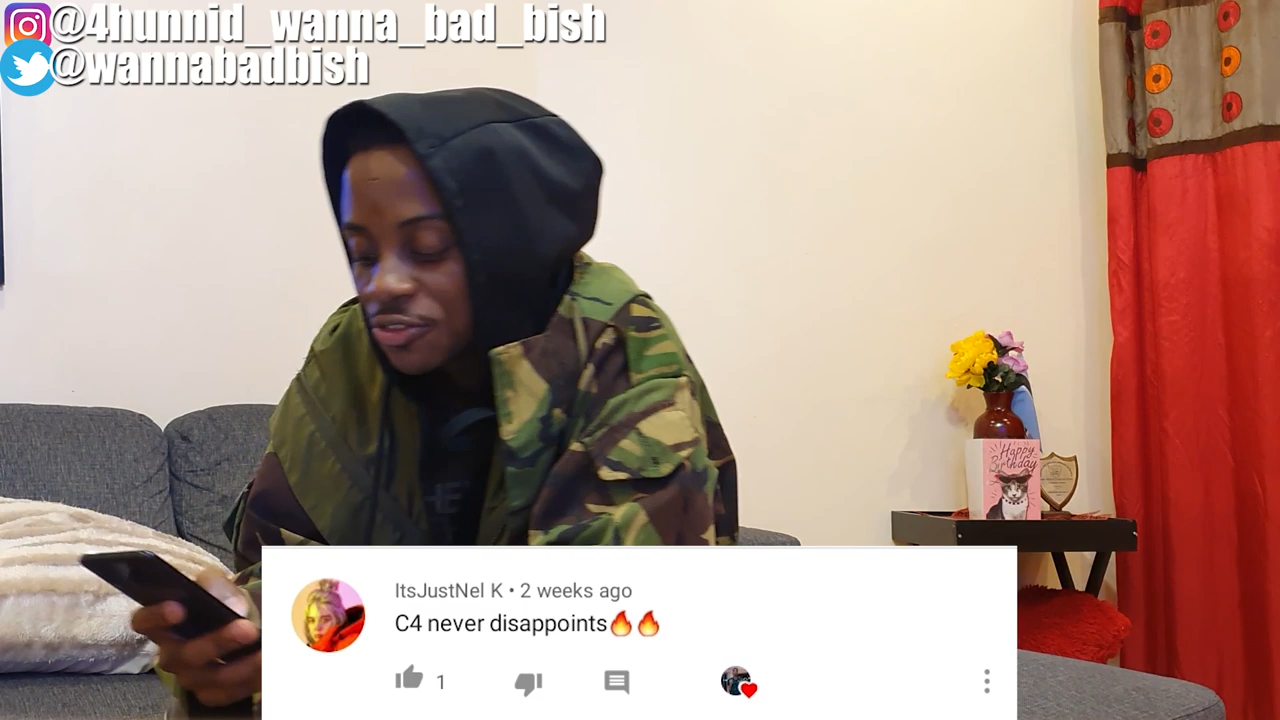 @4hunnid_wanna_bad_bish
@wannabadbish
Happy
Birthday
ItsJustNel K • 2 weeks ago
C4 never disappoints🔥🔥
1